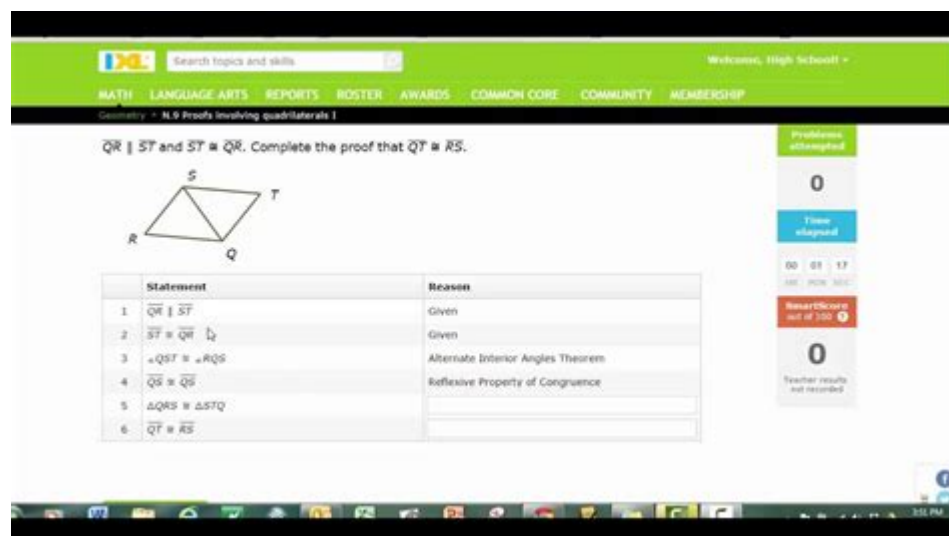 IXL
Search topics and skills
Welcome, High School!
MATH LANGUAGE ARTS REPORTS ROSTER AWARDS COMMON CORE COMMUNITY MEMBERSHIP
Geometry > N.9 Proofs involving quadrilaterals I
QR ∥ ST and ST ≅ QR. Complete the proof that QT ≅ RS.
S
T
R
Q
Statement Reason
1 QR ∥ ST Given
2 ST ≅ QR Given
3 ∠QST ≅ ∠RQS Alternate Interior Angles Theorem
4 QS ≅ QS Reflexive Property of Congruence
5 △QRS ≅ △STQ
6 QT ≅ RS
Problems
attempted
0
Time
elapsed
00 01 17
SmartScore
out of 100 ?
0
Teacher results
not recorded
3:51 PM